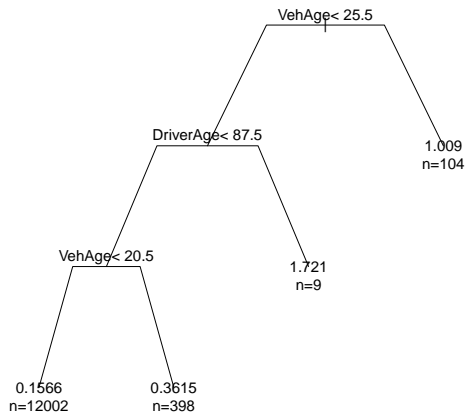 VehAge< 25.5
DriverAge< 87.5
1.009
n=104
VehAge< 20.5
1.721
n=9
0.1566
n=12002
0.3615
n=398